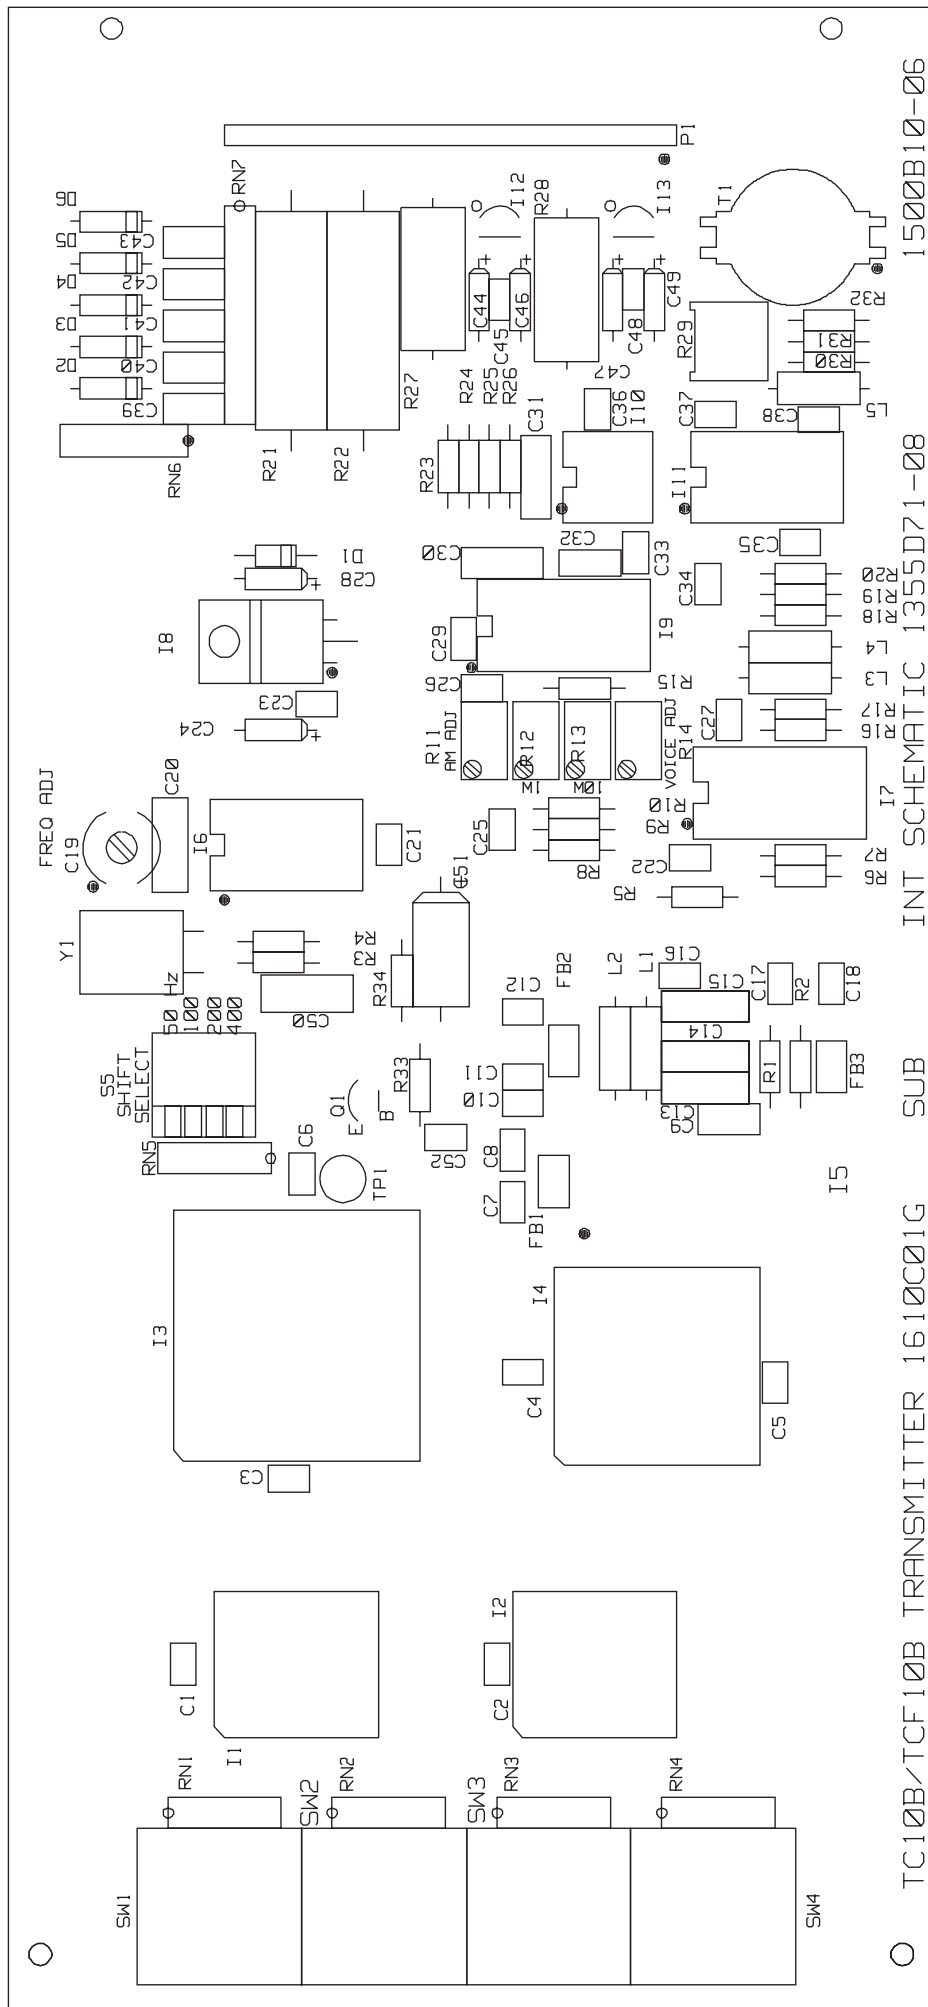 TC10B/TCF10B TRANSMITTER 1610C01G SUB INT SCHEMATIC 1355D71-08 1500B10-06
P1
RN7
D6
D5
D4
D3
D2
C43
C42
C41
C40
C39
RN6
R21
R22
R27
I12
R28
I13
T1
C44
C45
C46
C48
C49
C47
R29
R32
R31
R30
L5
R24
R25
R26
R23
C31
C36
I10
C37
C38
I11
D1
C28
I8
C23
C24
C30
C32
C33
C34
C35
C29
I9
C26
R15
R20
R19
R18
L4
L3
R17
R16
C27
R11
AM ADJ
R12
1M
R13
10M
R14
VOICE ADJ
I7
FREQ ADJ
C19
C20
I6
C21
C51
C25
R10
R9
R8
C22
R7
R6
R5
Y1
R4
R3
R34
C50
Hz
50
100
200
400
S5
SHIFT
SELECT
RN5
C6
TP1
Q1
E
B
R33
C52
C12
FB2
C11
C10
C8
C7
FB1
L2
L1
C16
C15
C14
C13
C9
C17
R2
C18
R1
FB3
I5
I3
C3
I4
C4
C5
C1
I1
C2
I2
RN1
RN2
RN3
RN4
SW1
SW2
SW3
SW4